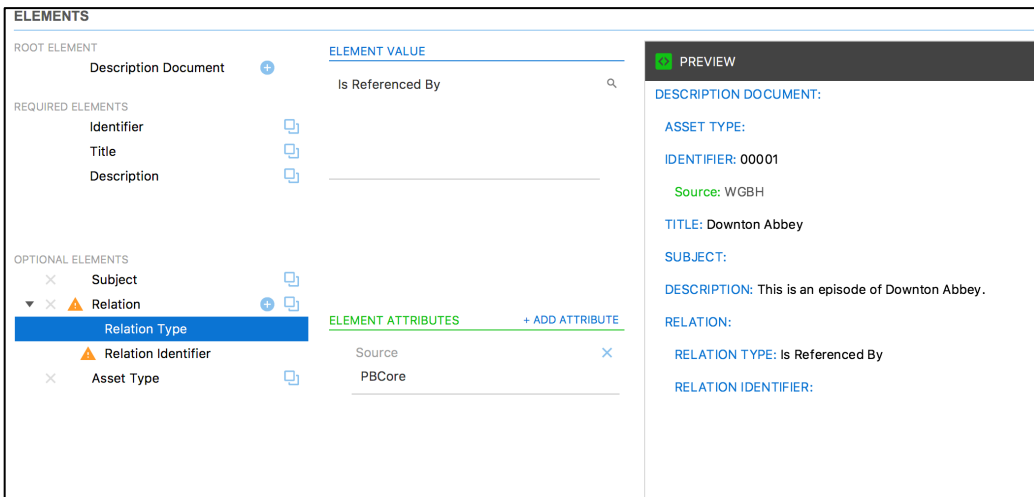 ELEMENTS
ROOT ELEMENT
Description Document
REQUIRED ELEMENTS
Identifier
Title
Description
OPTIONAL ELEMENTS
Subject
Relation
Relation Type
Relation Identifier
Asset Type
ELEMENT VALUE
Is Referenced By
ELEMENT ATTRIBUTES + ADD ATTRIBUTE
Source
PBCore
PREVIEW
DESCRIPTION DOCUMENT:
ASSET TYPE:
IDENTIFIER: 00001
Source: WGBH
TITLE: Downton Abbey
SUBJECT:
DESCRIPTION: This is an episode of Downton Abbey.
RELATION:
RELATION TYPE: Is Referenced By
RELATION IDENTIFIER: